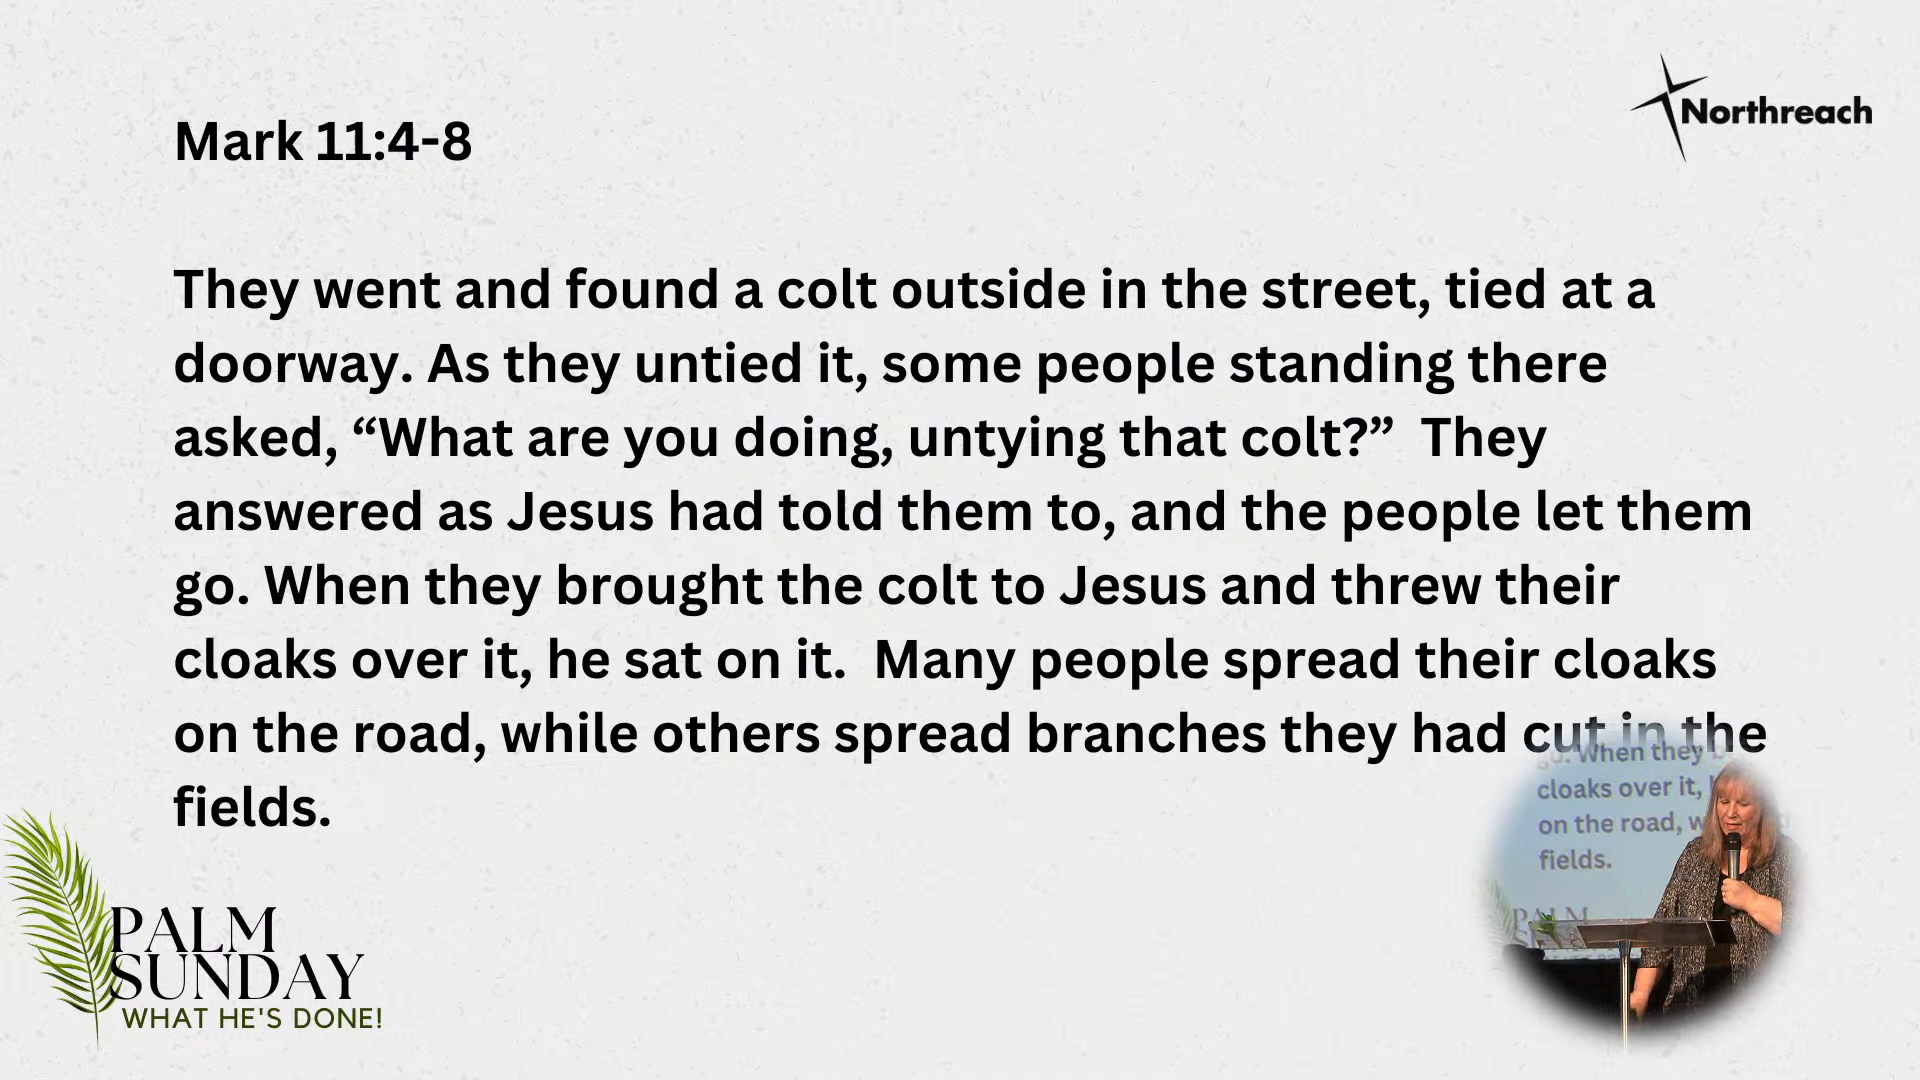 Northreach
Mark 11:4-8
They went and found a colt outside in the street, tied at a
doorway. As they untied it, some people standing there
asked, “What are you doing, untying that colt?”  They
answered as Jesus had told them to, and the people let them
go. When they brought the colt to Jesus and threw their
cloaks over it, he sat on it.  Many people spread their cloaks
on the road, while others spread branches they had cut in the
fields.
go. When they
cloaks over it,
on the road,
fields.
PALM
PALM
SUNDAY
WHAT HE'S DONE!